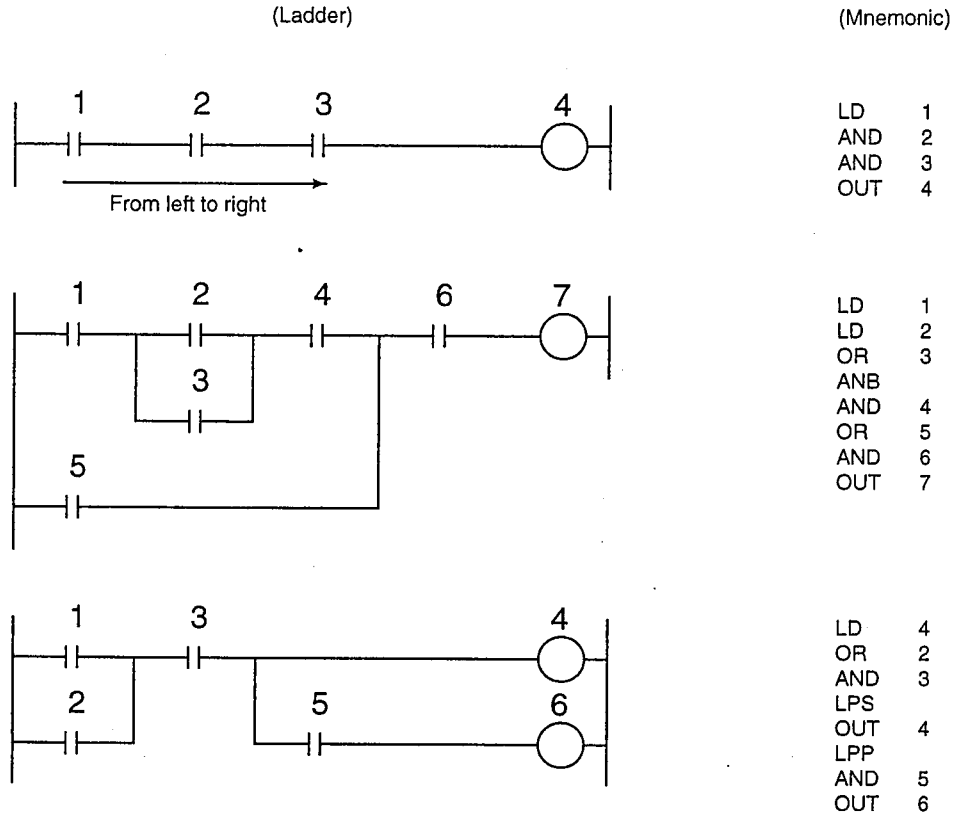 (Ladder)
(Mnemonic)
1 2 3 4
From left to right
LD 1
AND 2
AND 3
OUT 4
1 2 4 6 7
3
5
LD 1
LD 2
OR 3
ANB
AND 4
OR 5
AND 6
OUT 7
1 3 4
2 5 6
LD 4
OR 2
AND 3
LPS
OUT 4
LPP
AND 5
OUT 6